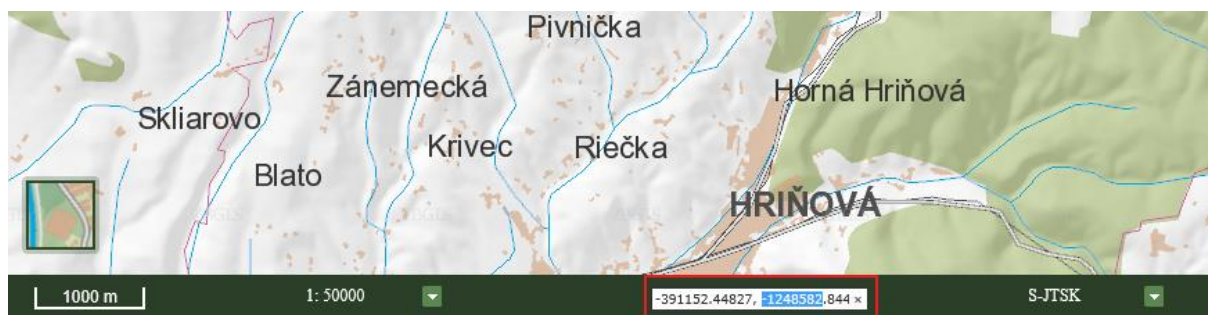 Pivnička
Zánemecká
Horná Hriňová
Skliarovo
Krivec
Riečka
Blato
HRIŇOVÁ
1000 m
1: 50000
-391152.44827, -1248582.844 ×
S-JTSK